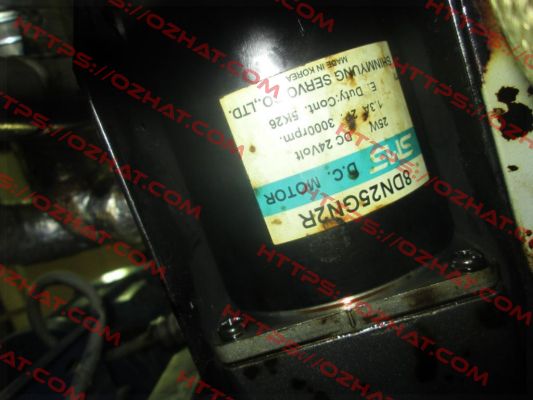 8DN25GN2R
D.C. MOTOR
SMS
25W. DC 24Volt
1.3A 3000rpm.
E. Duty:Cont. 5K26
SHINMYUNG SERVO CO.,LTD.
MADE IN KOREA
HTTPS://OZHAT.COM